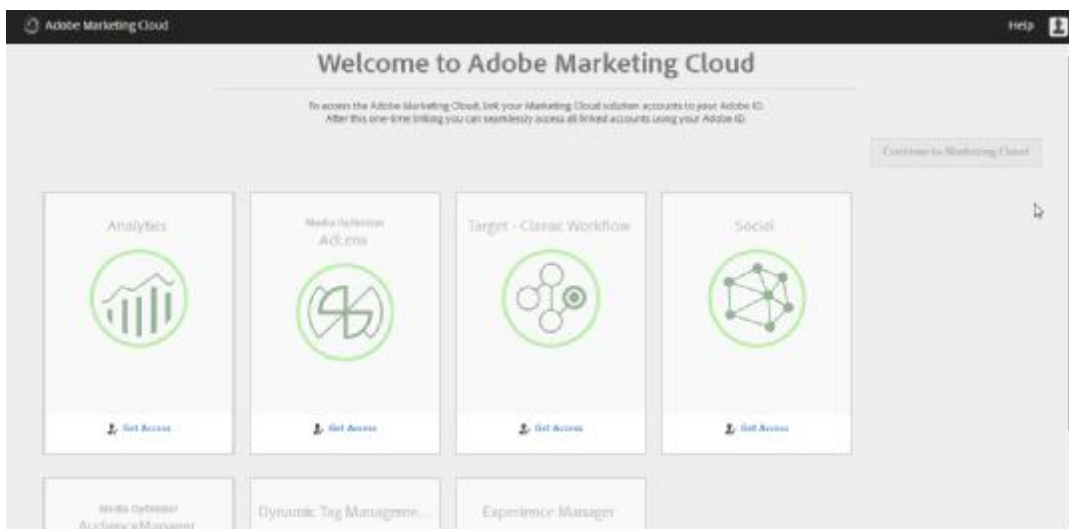 Adobe Marketing Cloud
Help
Welcome to Adobe Marketing Cloud
To access the Adobe Marketing Cloud, link your Marketing Cloud solution accounts to your Adobe ID.
After this one-time linking you can seamlessly access all linked accounts using your Adobe ID.
Continue to Marketing Cloud
Analytics
Media Optimizer
AdLens
Target - Classic Workflow
Social
Get Access
Get Access
Get Access
Get Access
Media Optimizer
AudienceManager
Dynamic Tag Manageme...
Experience Manager